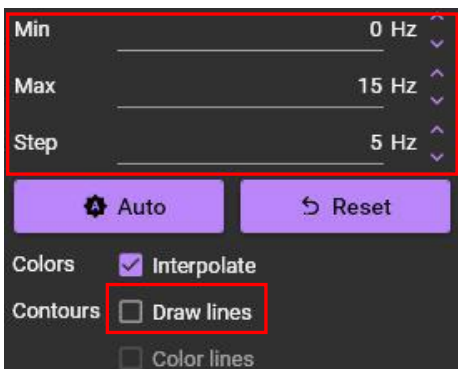 Min 0 Hz
Max 15 Hz
Step 5 Hz
Auto Reset
Colors Interpolate
Contours Draw lines
Color lines